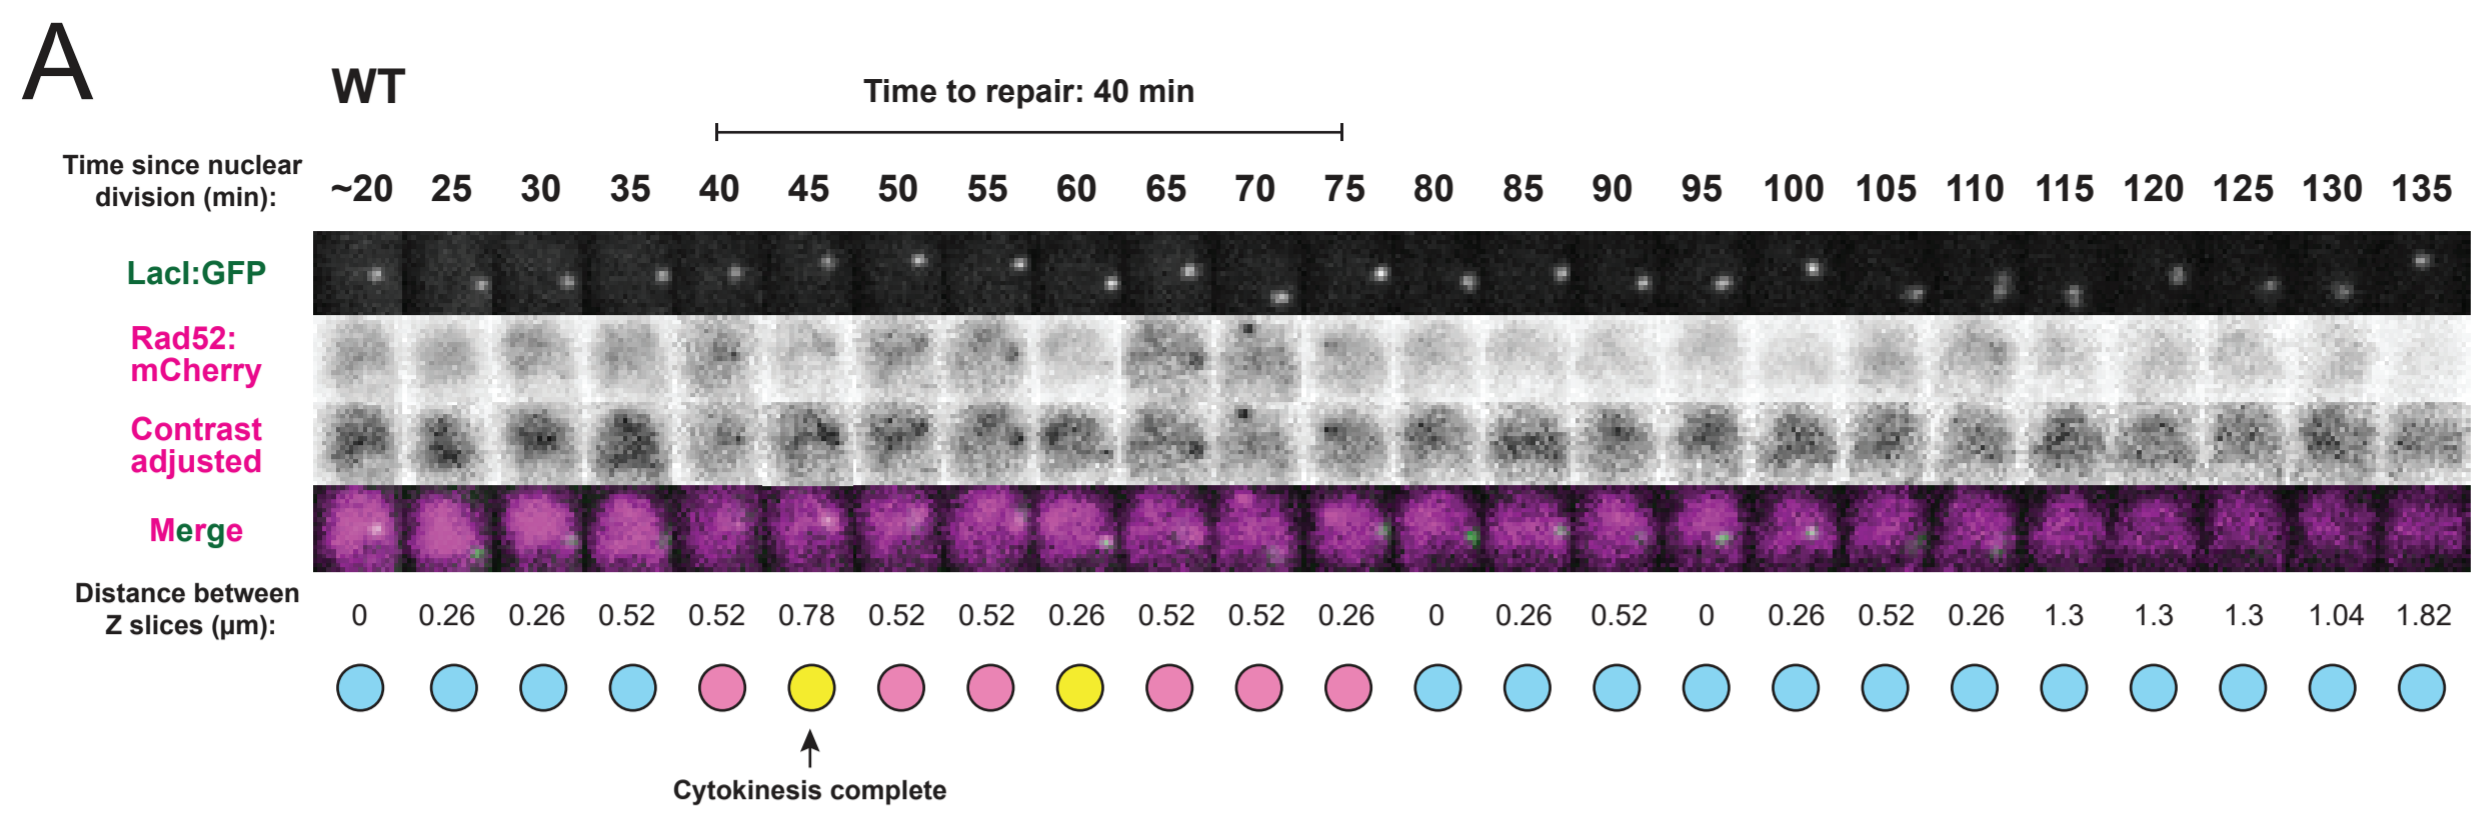 A
WT
Time to repair: 40 min
Time since nuclear
division (min):
~20 25 30 35 40 45 50 55 60 65 70 75 80 85 90 95 100 105 110 115 120 125 130 135
LacI:GFP
Rad52:
mCherry
Contrast
adjusted
Merge
Distance between
Z slices (µm):
0 0.26 0.26 0.52 0.52 0.78 0.52 0.52 0.26 0.52 0.52 0.26 0 0.26 0.52 0 0.26 0.52 0.26 1.3 1.3 1.3 1.04 1.82
Cytokinesis complete